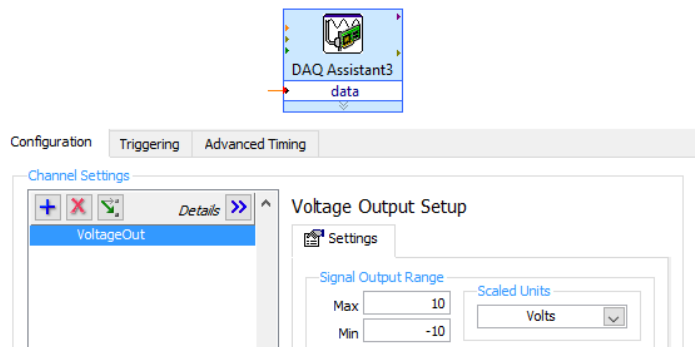 DAQ Assistant3
data
Configuration Triggering Advanced Timing
Channel Settings
Details
VoltageOut
Voltage Output Setup
Settings
Signal Output Range
Max 10
Min -10
Scaled Units
Volts